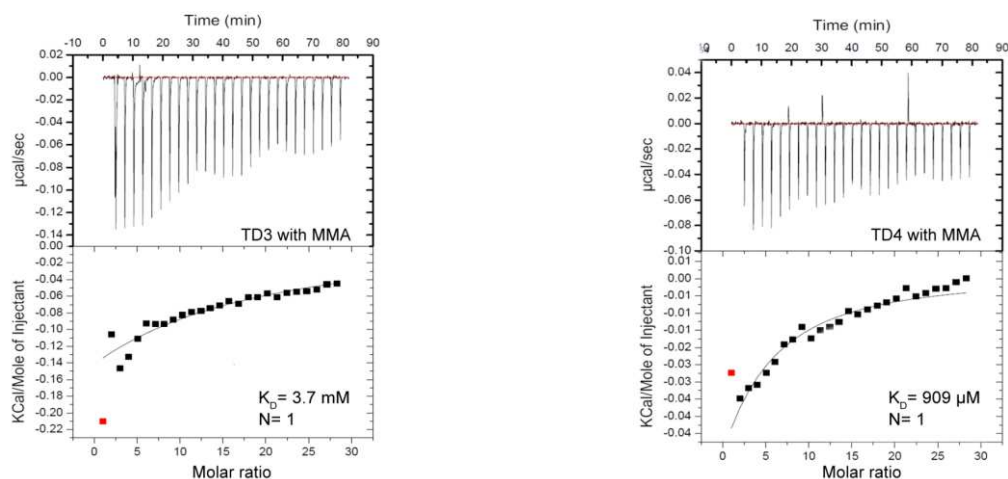 Time (min)
-10 0 10 20 30 40 50 60 70 80 90
0.02
0.00
-0.02
-0.04
-0.06
-0.08
-0.10
-0.12
-0.14
µcal/sec
TD3 with MMA
0.00
-0.02
-0.04
-0.06
-0.08
-0.10
-0.12
-0.14
-0.16
-0.18
-0.20
-0.22
KCal/Mole of Injectant
K_D= 3.7 mM
N= 1
0 5 10 15 20 25 30
Molar ratio
Time (min)
0 10 20 30 40 50 60 70 80 90
0.04
0.02
0.00
-0.02
-0.04
-0.06
-0.08
-0.10
µcal/sec
TD4 with MMA
0.01
0.00
-0.01
-0.01
-0.02
-0.03
-0.03
-0.04
-0.04
KCal/Mole of Injectant
K_D= 909 µM
N= 1
0 5 10 15 20 25 30
Molar ratio